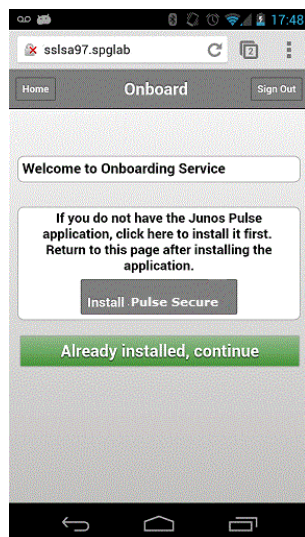 17:48
sslsa97.spglab
2
Home
Onboard
Sign Out
Welcome to Onboarding Service
If you do not have the Junos Pulse
application, click here to install it first.
Return to this page after installing the
application.
Install Pulse Secure
Already installed, continue